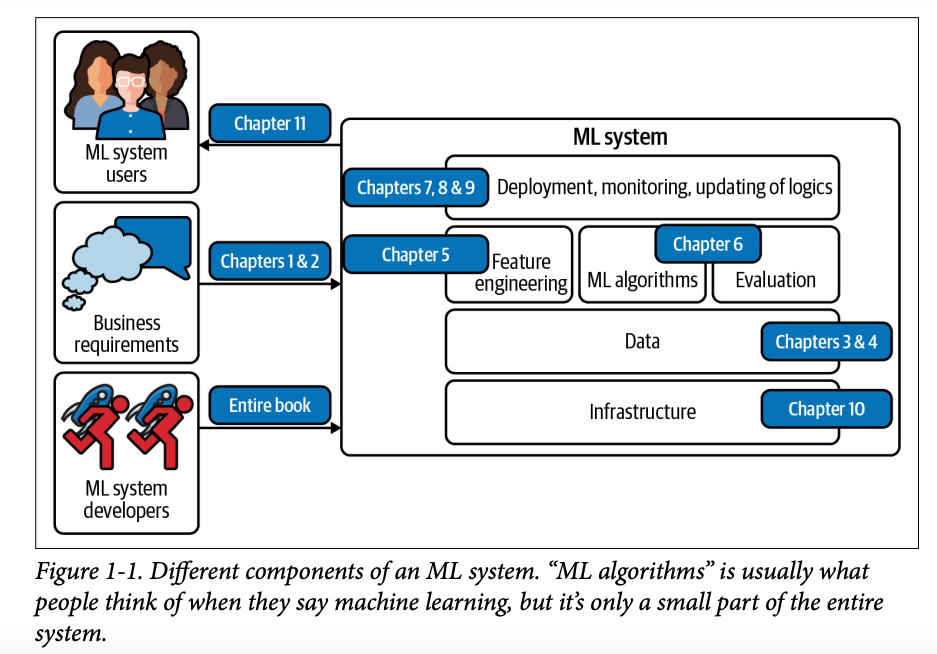 ML system
users
Chapter 11
Business
requirements
Chapters 1 & 2
ML system
developers
Entire book
ML system
Chapters 7, 8 & 9
Deployment, monitoring, updating of logics
Chapter 5
Feature
engineering
Chapter 6
ML algorithms
Evaluation
Data
Chapters 3 & 4
Infrastructure
Chapter 10
Figure 1-1. Different components of an ML system. “ML algorithms” is usually what
people think of when they say machine learning, but it’s only a small part of the entire
system.